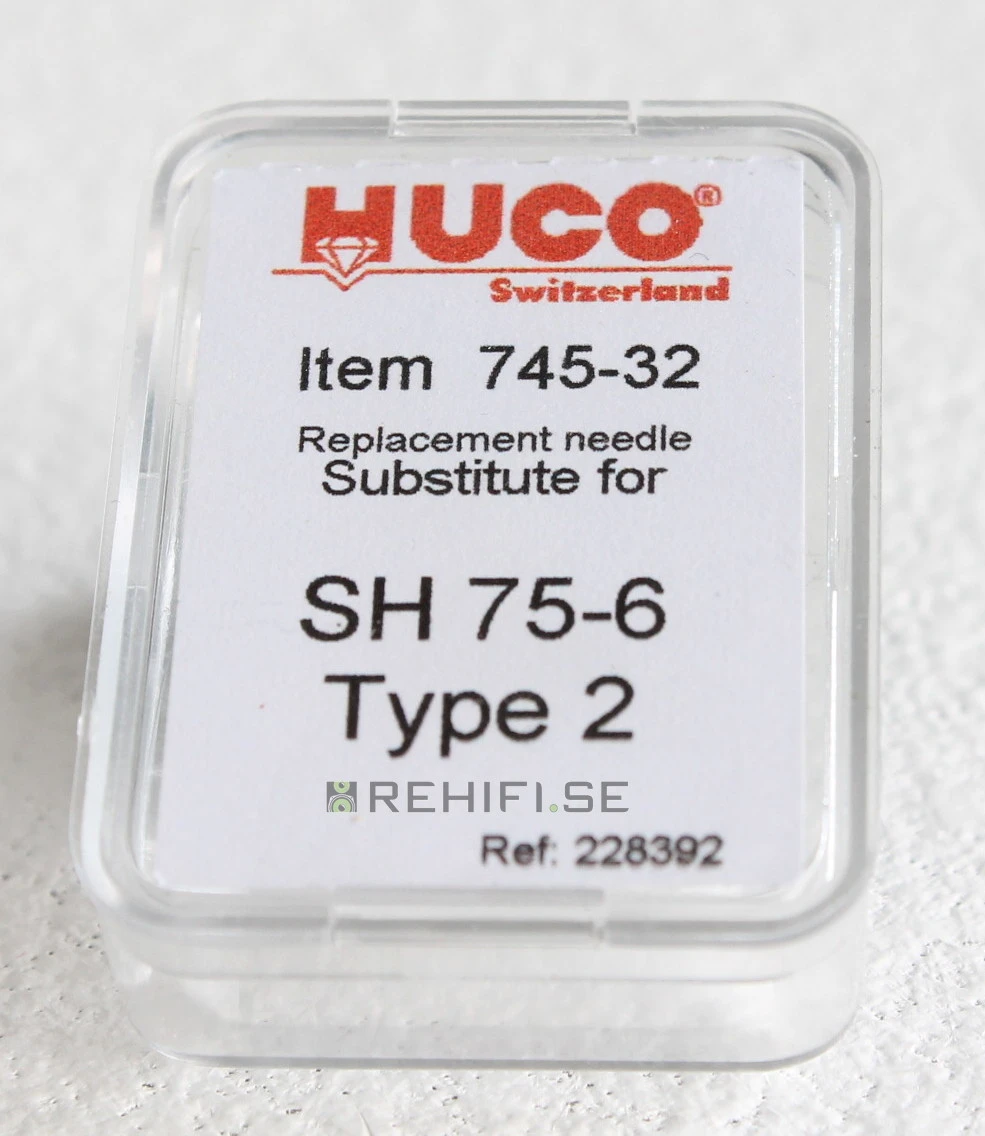 HUCO®
Switzerland
Item 745-32
Replacement needle
Substitute for
SH 75-6
Type 2
REHIFI.SE
Ref: 228392